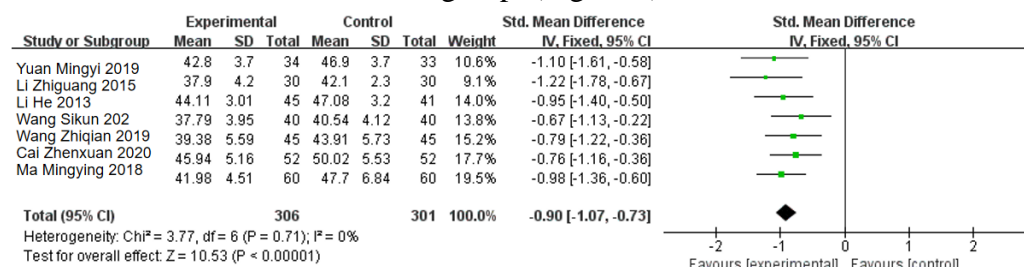 Experimental Control Std. Mean Difference Std. Mean Difference
Study or Subgroup Mean SD Total Mean SD Total Weight IV, Fixed, 95% CI IV, Fixed, 95% CI
Yuan Mingyi 2019 42.8 3.7 34 46.9 3.7 33 10.6% -1.10 [-1.61, -0.58]
Li Zhiguang 2015 37.9 4.2 30 42.1 2.3 30 9.1% -1.22 [-1.78, -0.67]
Li He 2013 44.11 3.01 45 47.08 3.2 41 14.0% -0.95 [-1.40, -0.50]
Wang Sikun 202 37.79 3.95 40 40.54 4.12 40 13.8% -0.67 [-1.13, -0.22]
Wang Zhiqian 2019 39.38 5.59 45 43.91 5.73 45 15.2% -0.79 [-1.22, -0.36]
Cai Zhenxuan 2020 45.94 5.16 52 50.02 5.53 52 17.7% -0.76 [-1.16, -0.36]
Ma Mingying 2018 41.98 4.51 60 47.7 6.84 60 19.5% -0.98 [-1.36, -0.60]
Total (95% CI) 306 301 100.0% -0.90 [-1.07, -0.73]
Heterogeneity: Chi² = 3.77, df = 6 (P = 0.71); I² = 0%
Test for overall effect: Z = 10.53 (P < 0.00001)
-2 -1 0 1 2
Favours [experimental] Favours [control]